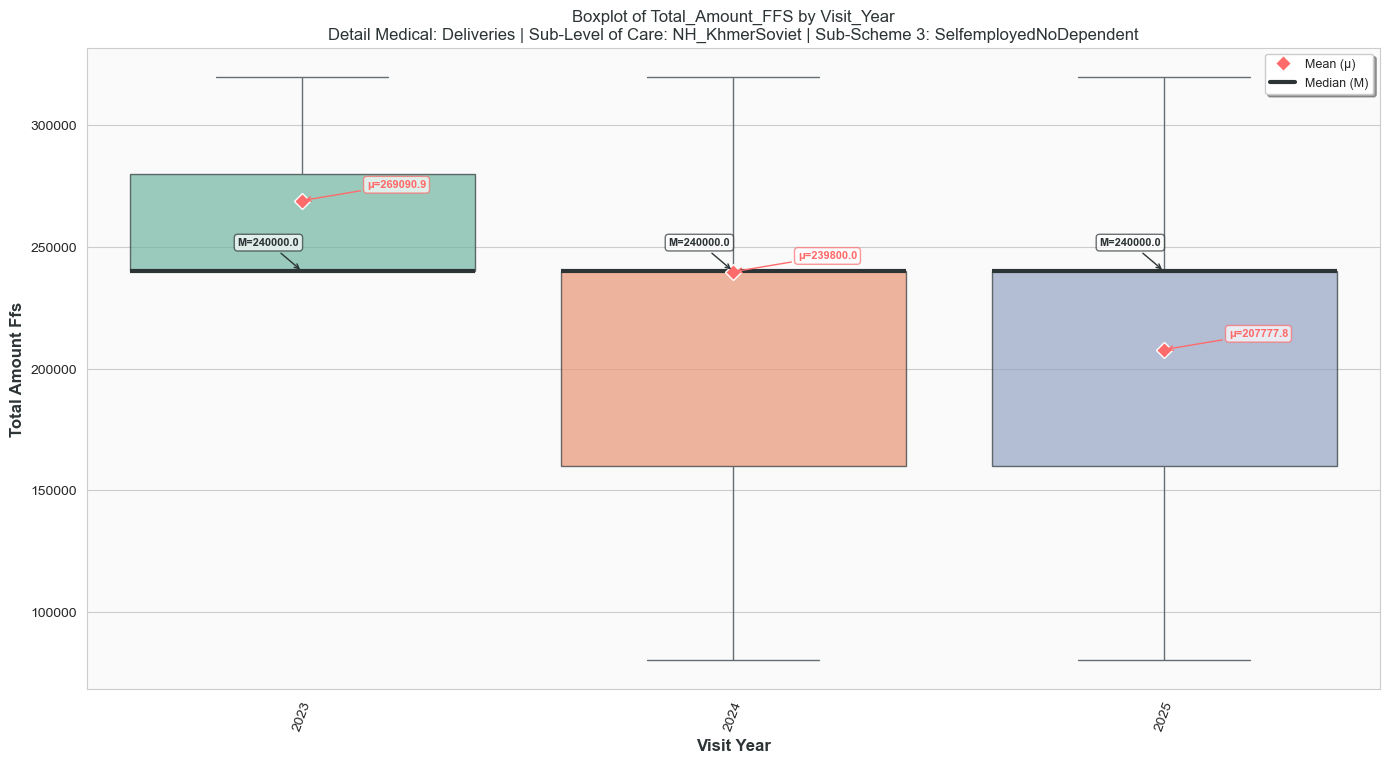 Boxplot of Total_Amount_FFS by Visit_Year
Detail Medical: Deliveries | Sub-Level of Care: NH_KhmerSoviet | Sub-Scheme 3: SelfemployedNoDependent
Mean (μ)
Median (M)
Total Amount Ffs
300000
250000
200000
150000
100000
μ=269090.9
M=240000.0
M=240000.0
μ=239800.0
M=240000.0
μ=207777.8
2023
2024
2025
Visit Year